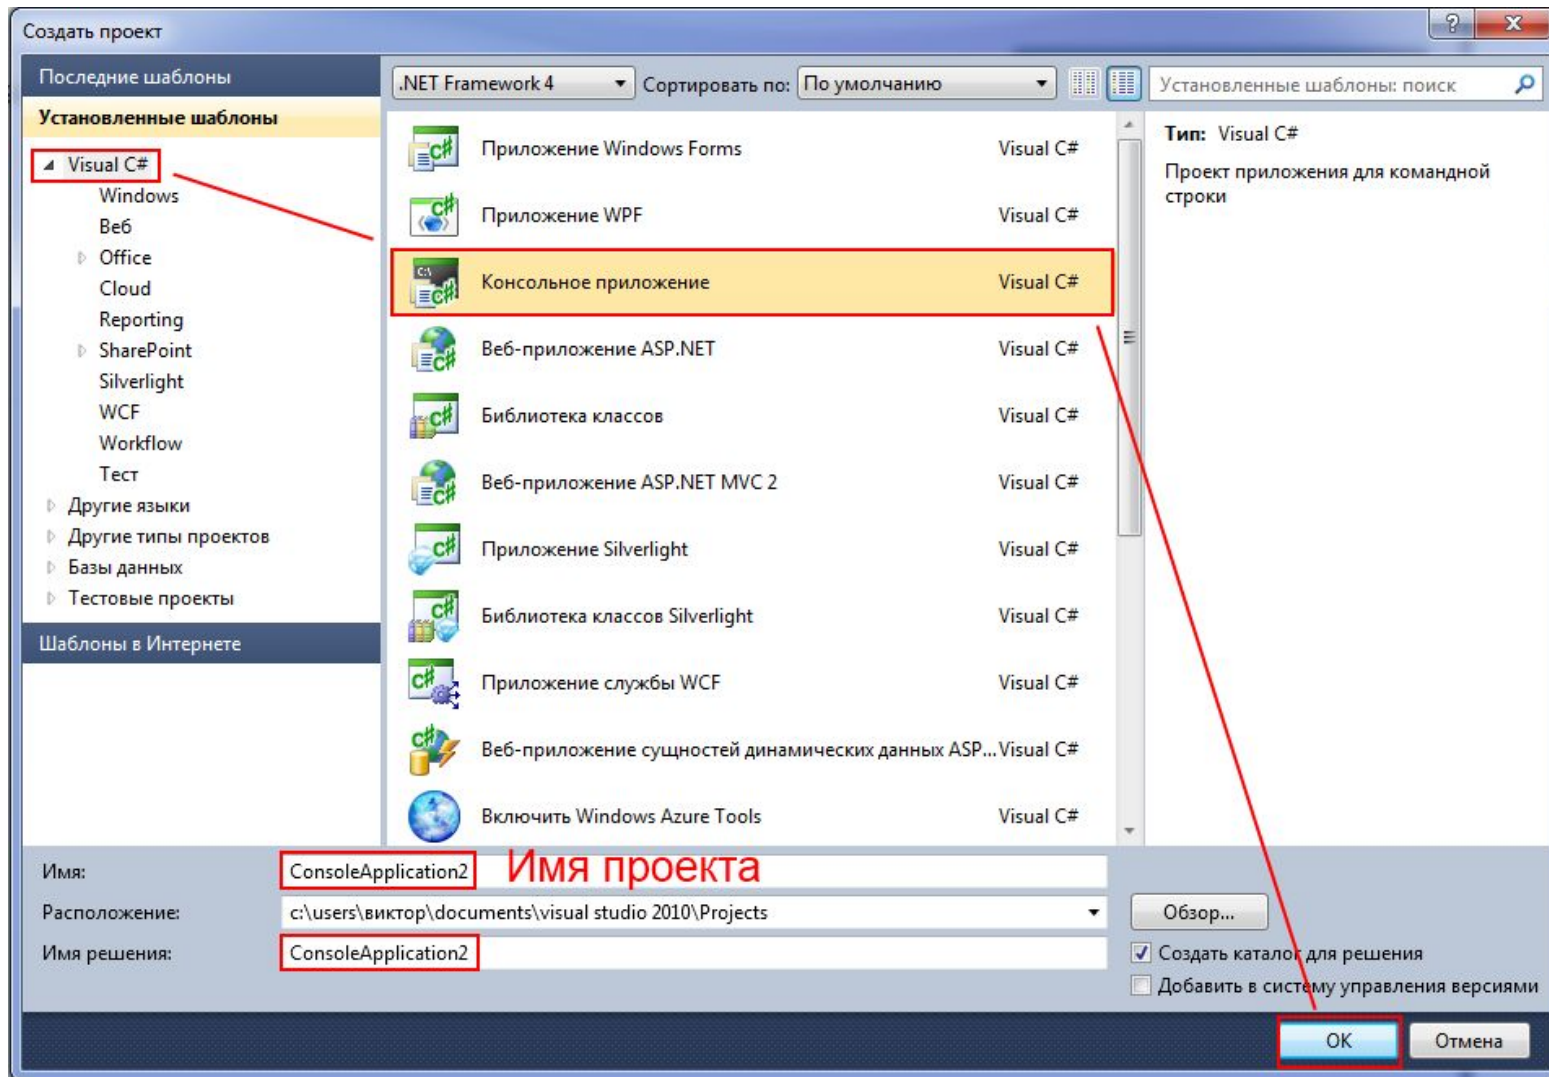 Создать проект
Последние шаблоны
.NET Framework 4
Сортировать по:
По умолчанию
Установленные шаблоны: поиск
Установленные шаблоны
Visual C#
Windows
Веб
Office
Cloud
Reporting
SharePoint
Silverlight
WCF
Workflow
Тест
Другие языки
Другие типы проектов
Базы данных
Тестовые проекты
Шаблоны в Интернете
Приложение Windows Forms Visual C#
Приложение WPF Visual C#
Консольное приложение Visual C#
Веб-приложение ASP.NET Visual C#
Библиотека классов Visual C#
Веб-приложение ASP.NET MVC 2 Visual C#
Приложение Silverlight Visual C#
Библиотека классов Silverlight Visual C#
Приложение службы WCF Visual C#
Веб-приложение сущностей динамических данных ASP... Visual C#
Включить Windows Azure Tools Visual C#
Тип: Visual C#
Проект приложения для командной
строки
Имя: ConsoleApplication2 Имя проекта
Расположение: c:\users\виктор\documents\visual studio 2010\Projects Обзор...
Имя решения: ConsoleApplication2
Создать каталог для решения
Добавить в систему управления версиями
OK Отмена